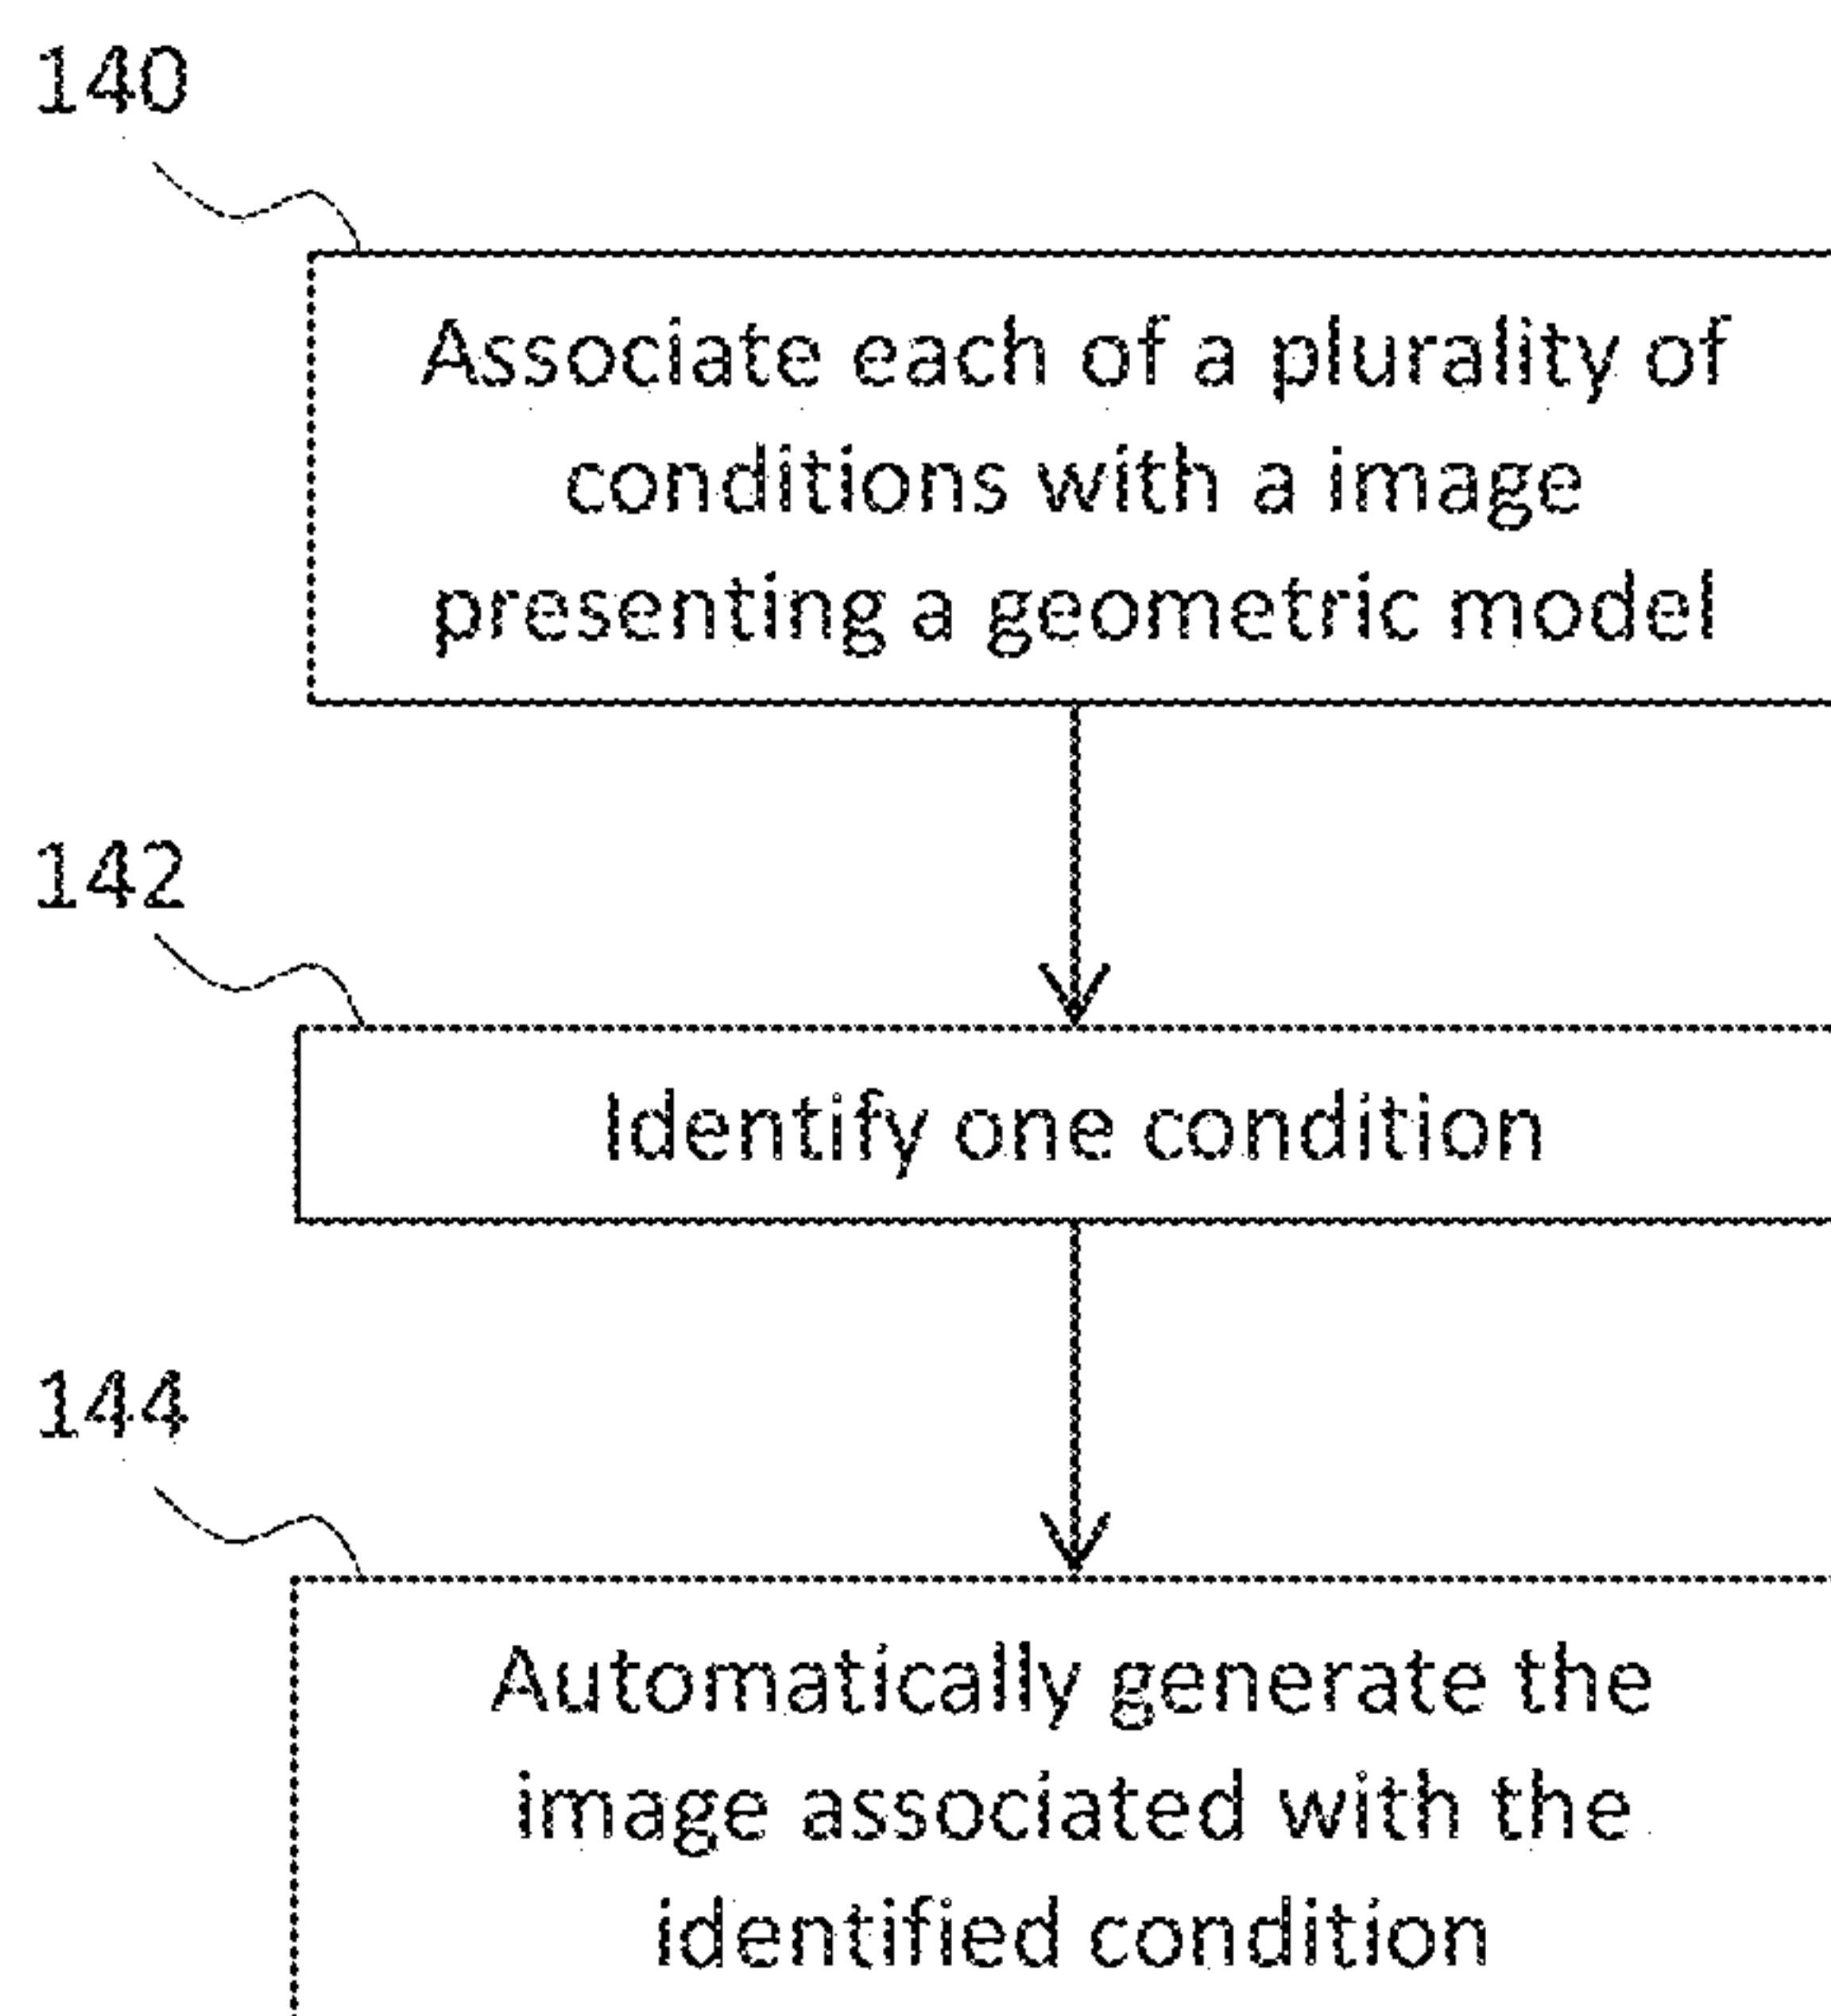 140
Associate each of a plurality of
conditions with a image
presenting a geometric model
142
Identify one condition
144
Automatically generate the
image associated with the
identified condition